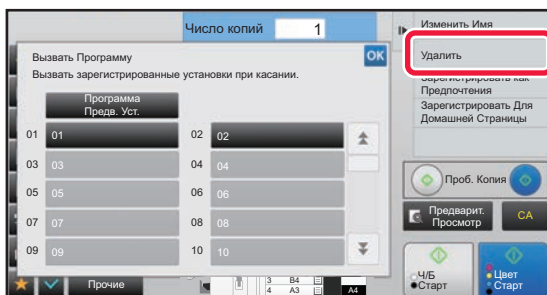 Число копий 1
Изменить Имя
Удалить
Зарегистрировать как
Предпочтения
Зарегистрировать Для
Домашней Страницы
Вызвать Программу
OK
Вызвать зарегистрированные установки при касании.
Программа
Предв. Уст.
01 01
02 02
03 03
04 04
05 05
06 06
07 07
08 08
09 09
10 10
Проб. Копия
Предварит.
Просмотр
CA
Ч/Б
Старт
Цвет
Старт
Прочие
3 B4
4 A3
A4